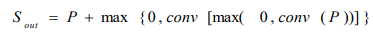 S_out = P + max {0, conv [max( 0, conv (P))]}